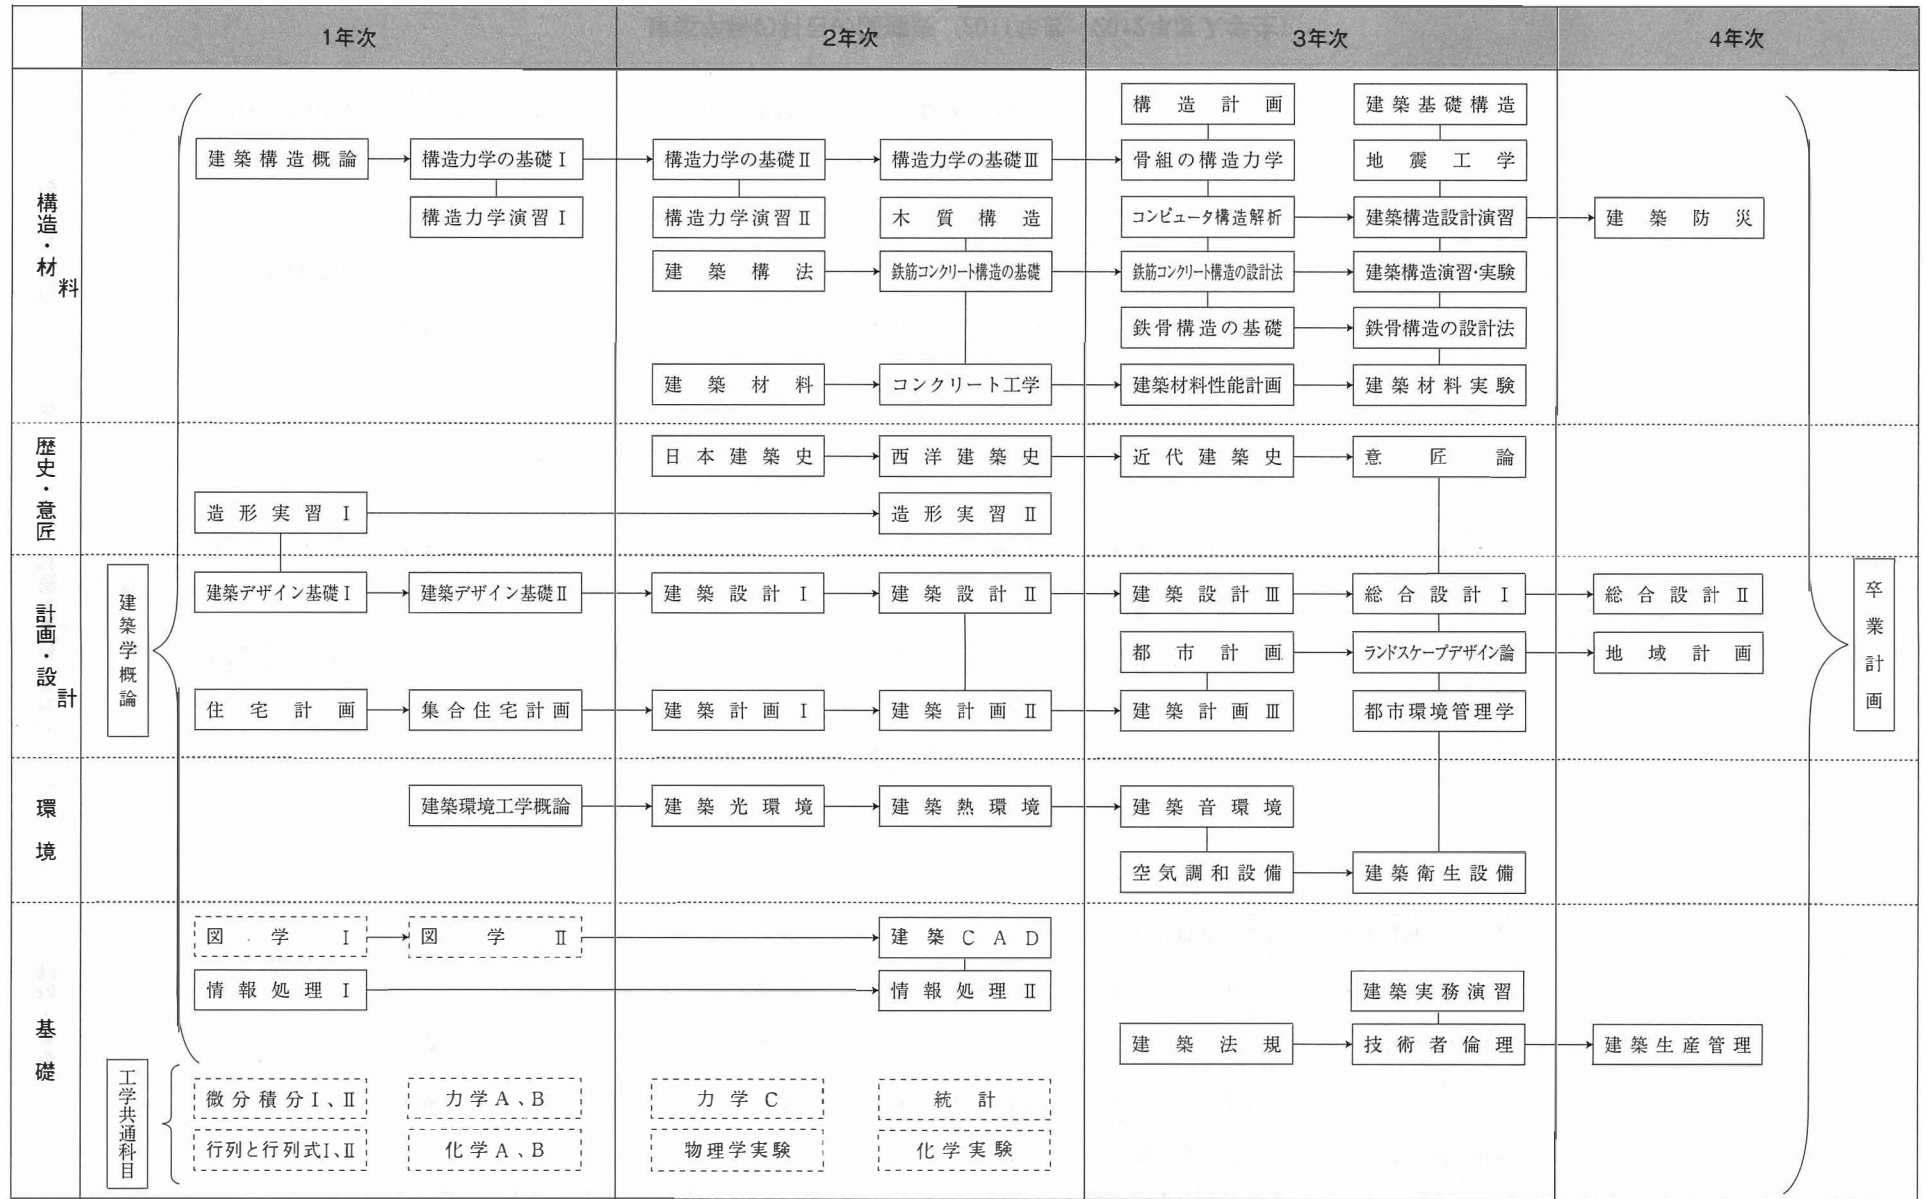 1年次 2年次 3年次 4年次
構造・材料
構造計画 建築基礎構造
建築構造概論 構造力学の基礎Ⅰ 構造力学の基礎Ⅱ 構造力学の基礎Ⅲ 骨組の構造力学 地震工学
構造力学演習Ⅰ 構造力学演習Ⅱ 木質構造 コンピュータ構造解析 建築構造設計演習 建築防災
建築構法 鉄筋コンクリート構造の基礎 鉄筋コンクリート構造の設計法 建築構造演習・実験
鉄骨構造の基礎 鉄骨構造の設計法
建築材料 コンクリート工学 建築材料性能計画 建築材料実験
歴史・意匠
日本建築史 西洋建築史 近代建築史 意匠論
造形実習Ⅰ 造形実習Ⅱ
計画・設計
建築学概論
建築デザイン基礎Ⅰ 建築デザイン基礎Ⅱ 建築設計Ⅰ 建築設計Ⅱ 建築設計Ⅲ 総合設計Ⅰ 総合設計Ⅱ
都市計画 ランドスケープデザイン論 地域計画
住宅計画 集合住宅計画 建築計画Ⅰ 建築計画Ⅱ 建築計画Ⅲ 都市環境管理学
卒業計画
環境
建築環境工学概論 建築光環境 建築熱環境 建築音環境
空気調和設備 建築衛生設備
基礎
図学Ⅰ 図学Ⅱ 建築CAD
情報処理Ⅰ 情報処理Ⅱ 建築実務演習
建築法規 技術者倫理 建築生産管理
工学共通科目
微分積分Ⅰ、Ⅱ 力学A、B 力学C 統計
行列と行列式Ⅰ、Ⅱ 化学A、B 物理学実験 化学実験